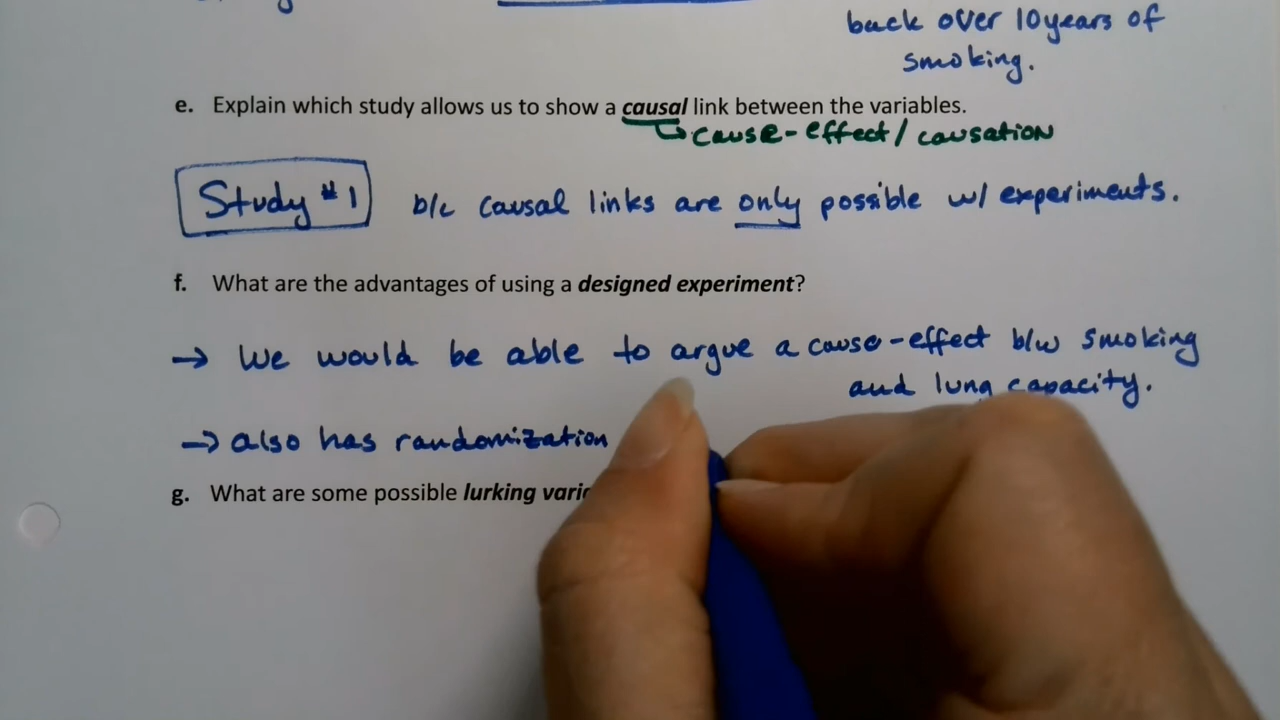 back over 10 years of
smoking.
e. Explain which study allows us to show a causal link between the variables.
cause-effect/causation
Study #1 b/c causal links are only possible w/ experiments.
f. What are the advantages of using a designed experiment?
→ We would be able to argue a cause-effect b/w smoking
and lung capacity.
→ also has randomization
g. What are some possible lurking